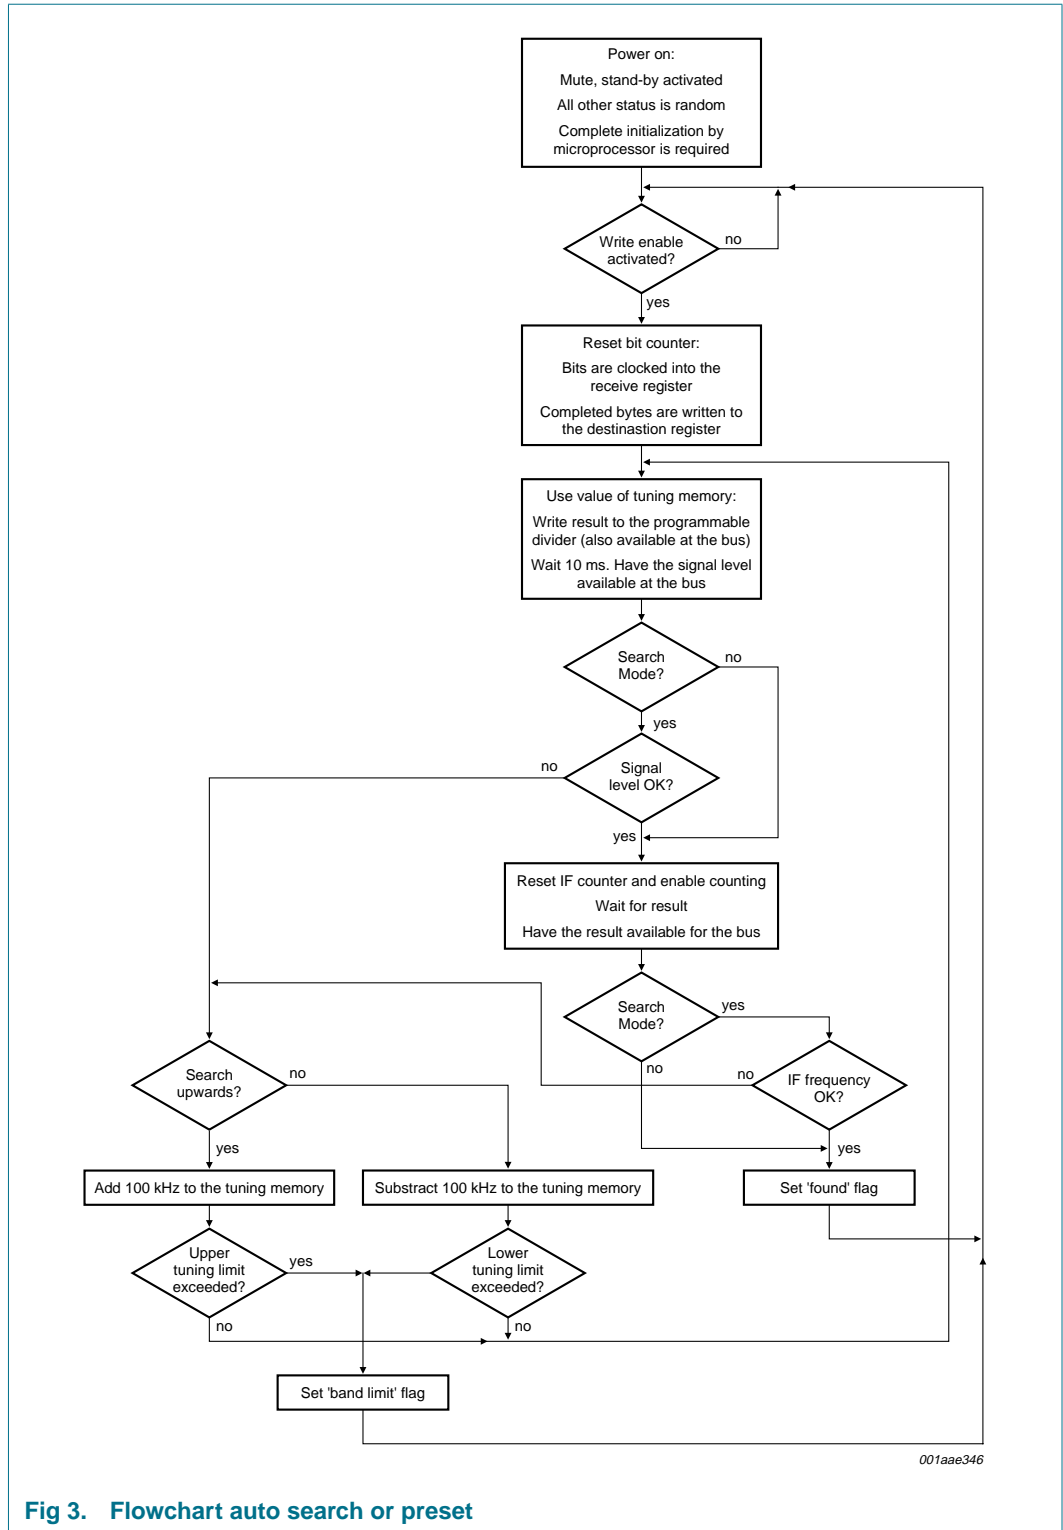 Power on:
Mute, stand-by activated
All other status is random
Complete initialization by
microprocessor is required
Write enable
activated?
no
yes
Reset bit counter:
Bits are clocked into the
receive register
Completed bytes are written to
the destinastion register
Use value of tuning memory:
Write result to the programmable
divider (also available at the bus)
Wait 10 ms. Have the signal level
available at the bus
Search
Mode?
no
yes
Signal
level OK?
no
yes
Reset IF counter and enable counting
Wait for result
Have the result available for the bus
Search
Mode?
yes
no
IF frequency
OK?
no
yes
Search
upwards?
no
yes
Add 100 kHz to the tuning memory
Substract 100 kHz to the tuning memory
Set 'found' flag
Upper
tuning limit
exceeded?
yes
no
Lower
tuning limit
exceeded?
no
Set 'band limit' flag
001aae346
Fig 3. Flowchart auto search or preset